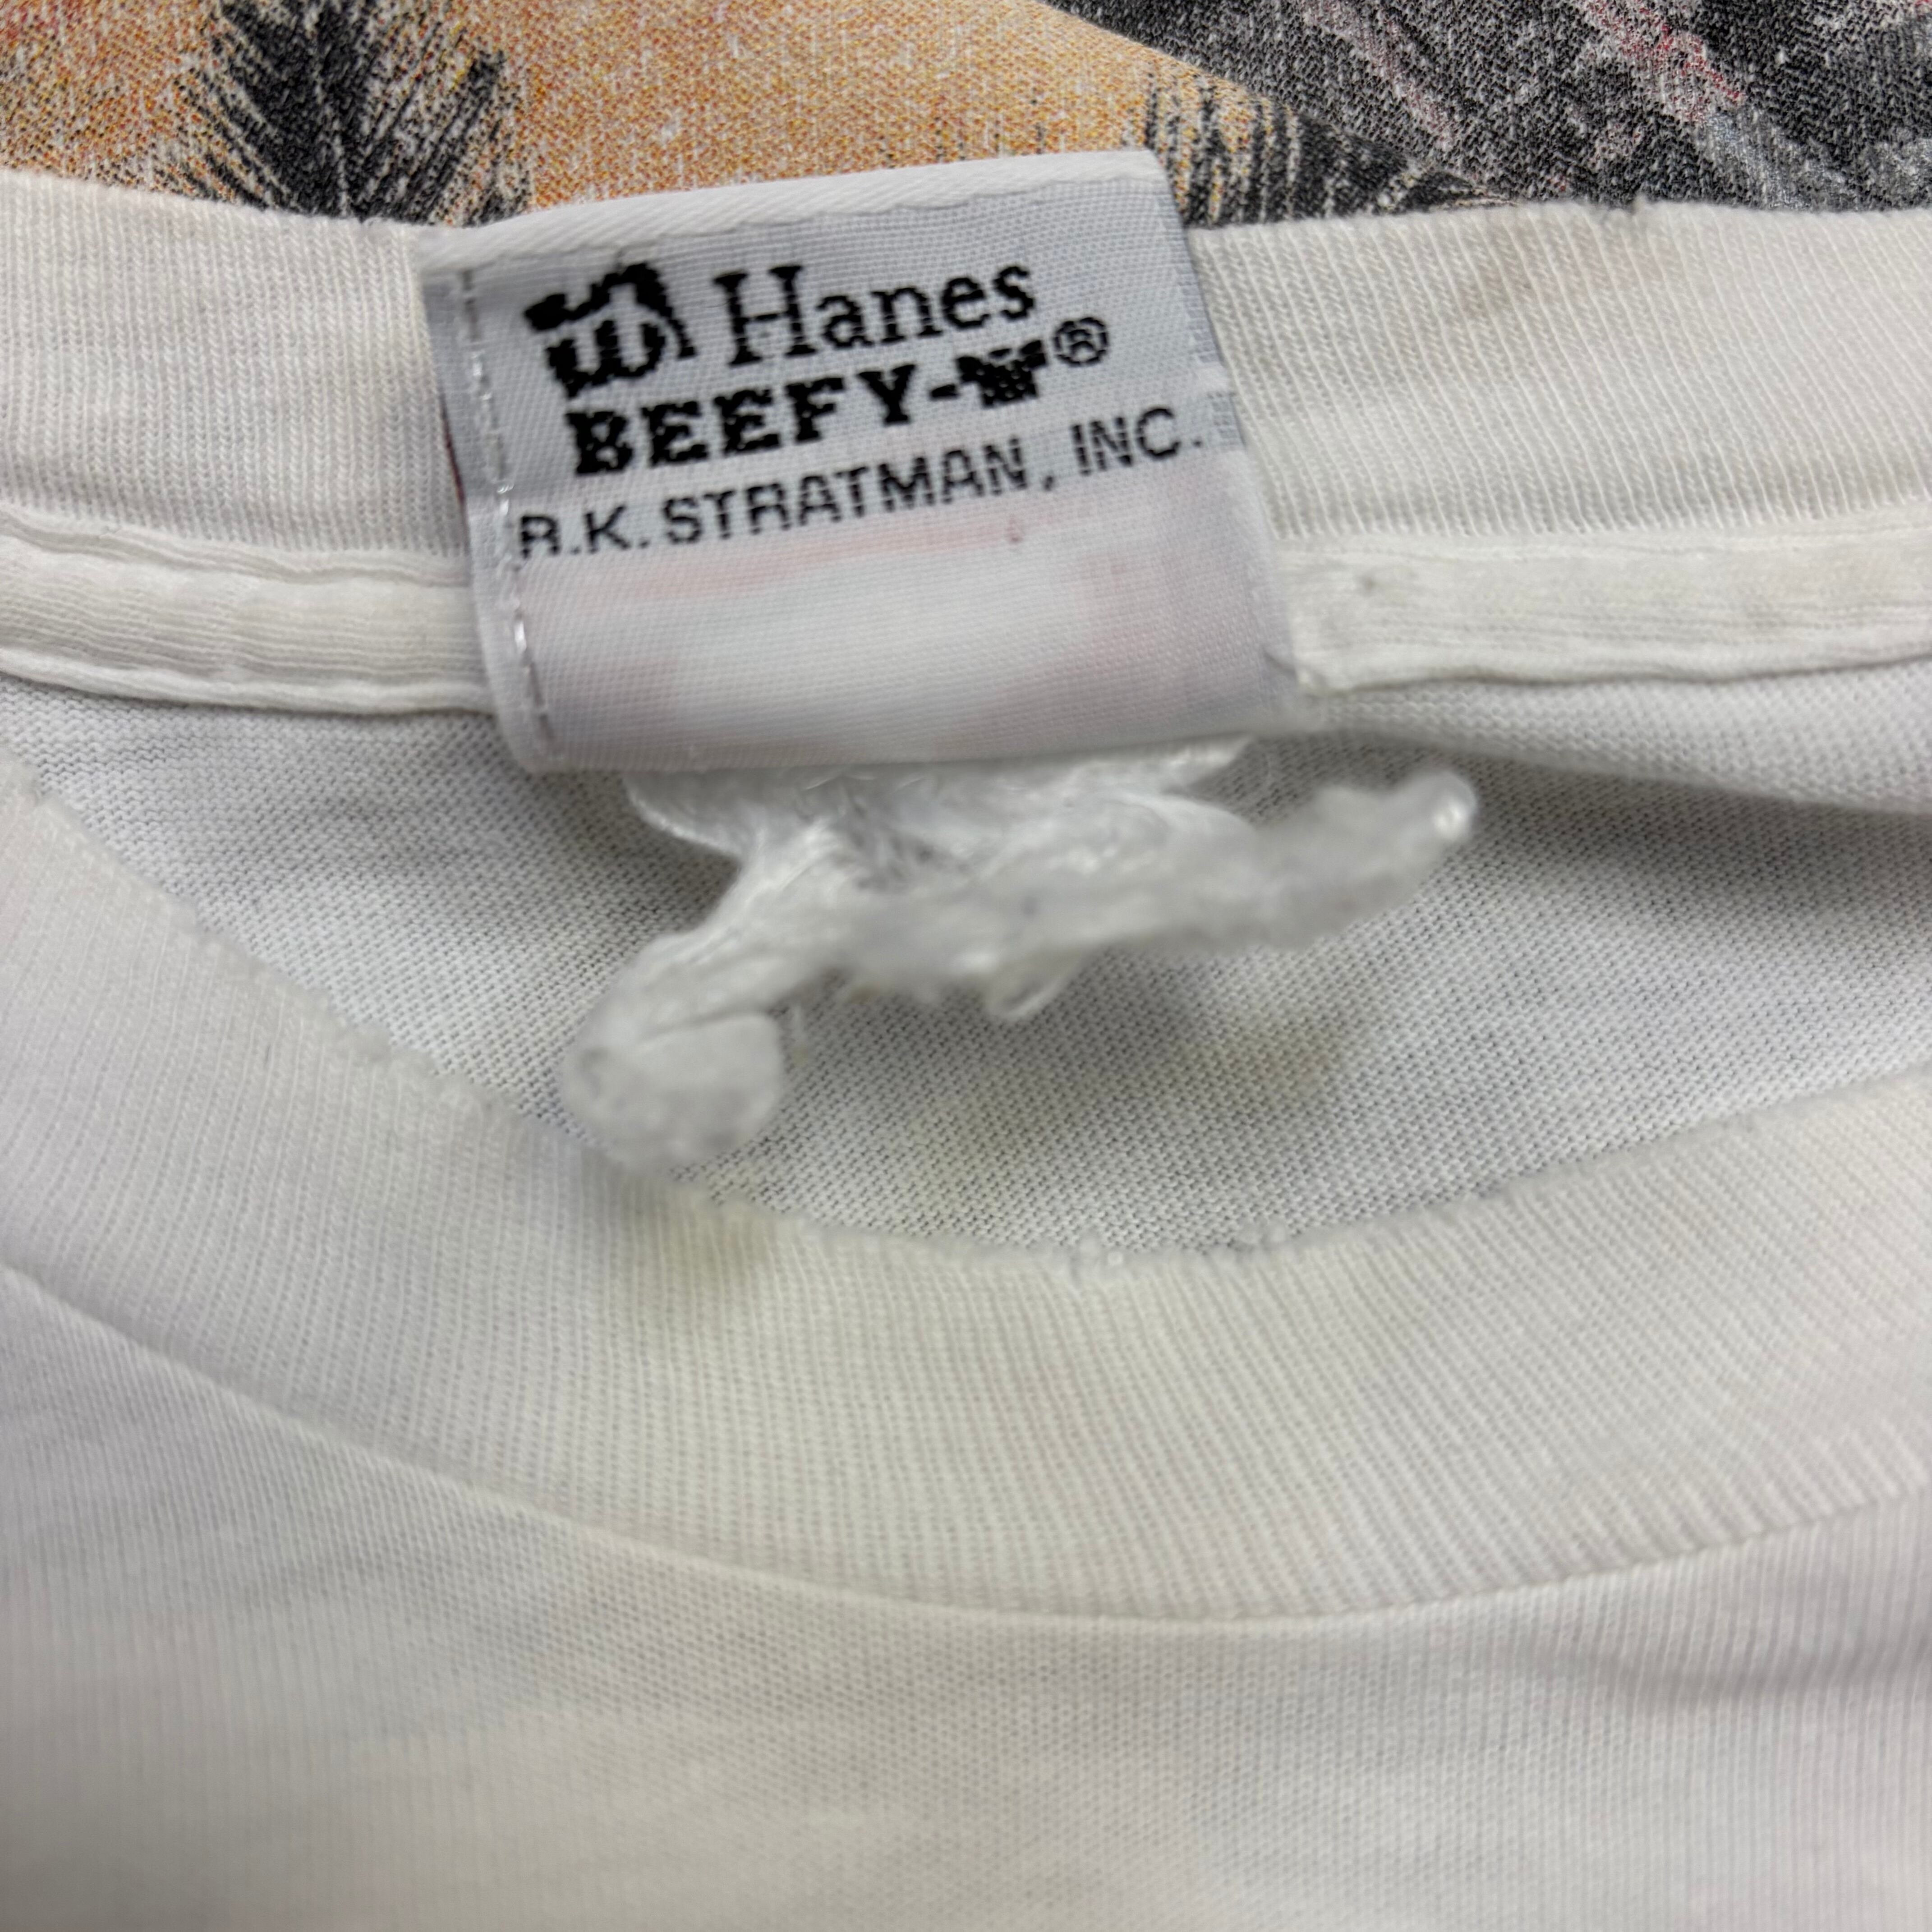 Hanes
BEEFY-T®
R.K. STRATMAN, INC.